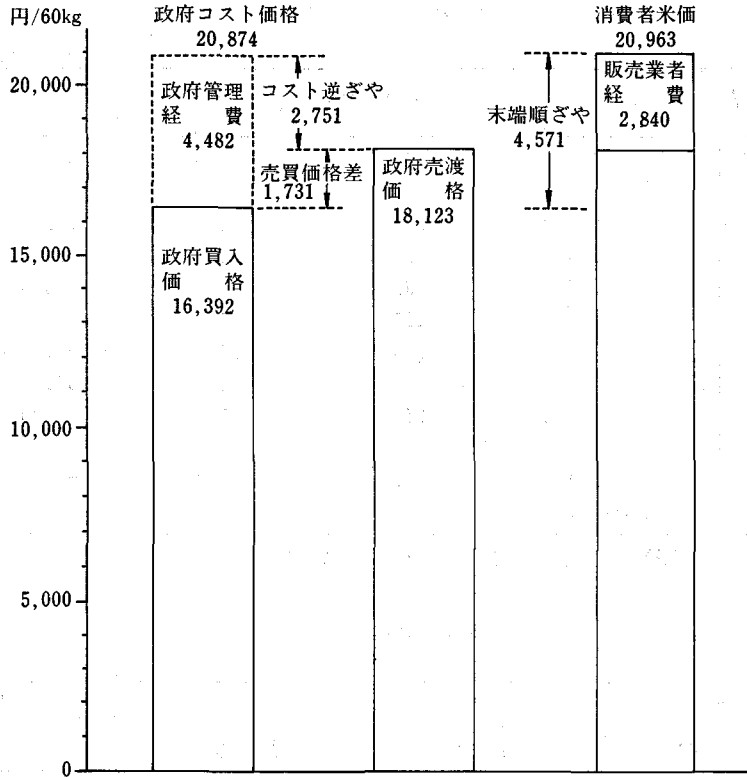 円/60kg
政府コスト価格
20,874
消費者米価
20,963
20,000
15,000
10,000
5,000
0
政府管理
経費
4,482
コスト逆ざや
2,751
売買価格差
1,731
政府買入
価格
16,392
政府売渡
価格
18,123
末端順ざや
4,571
販売業者
経費
2,840